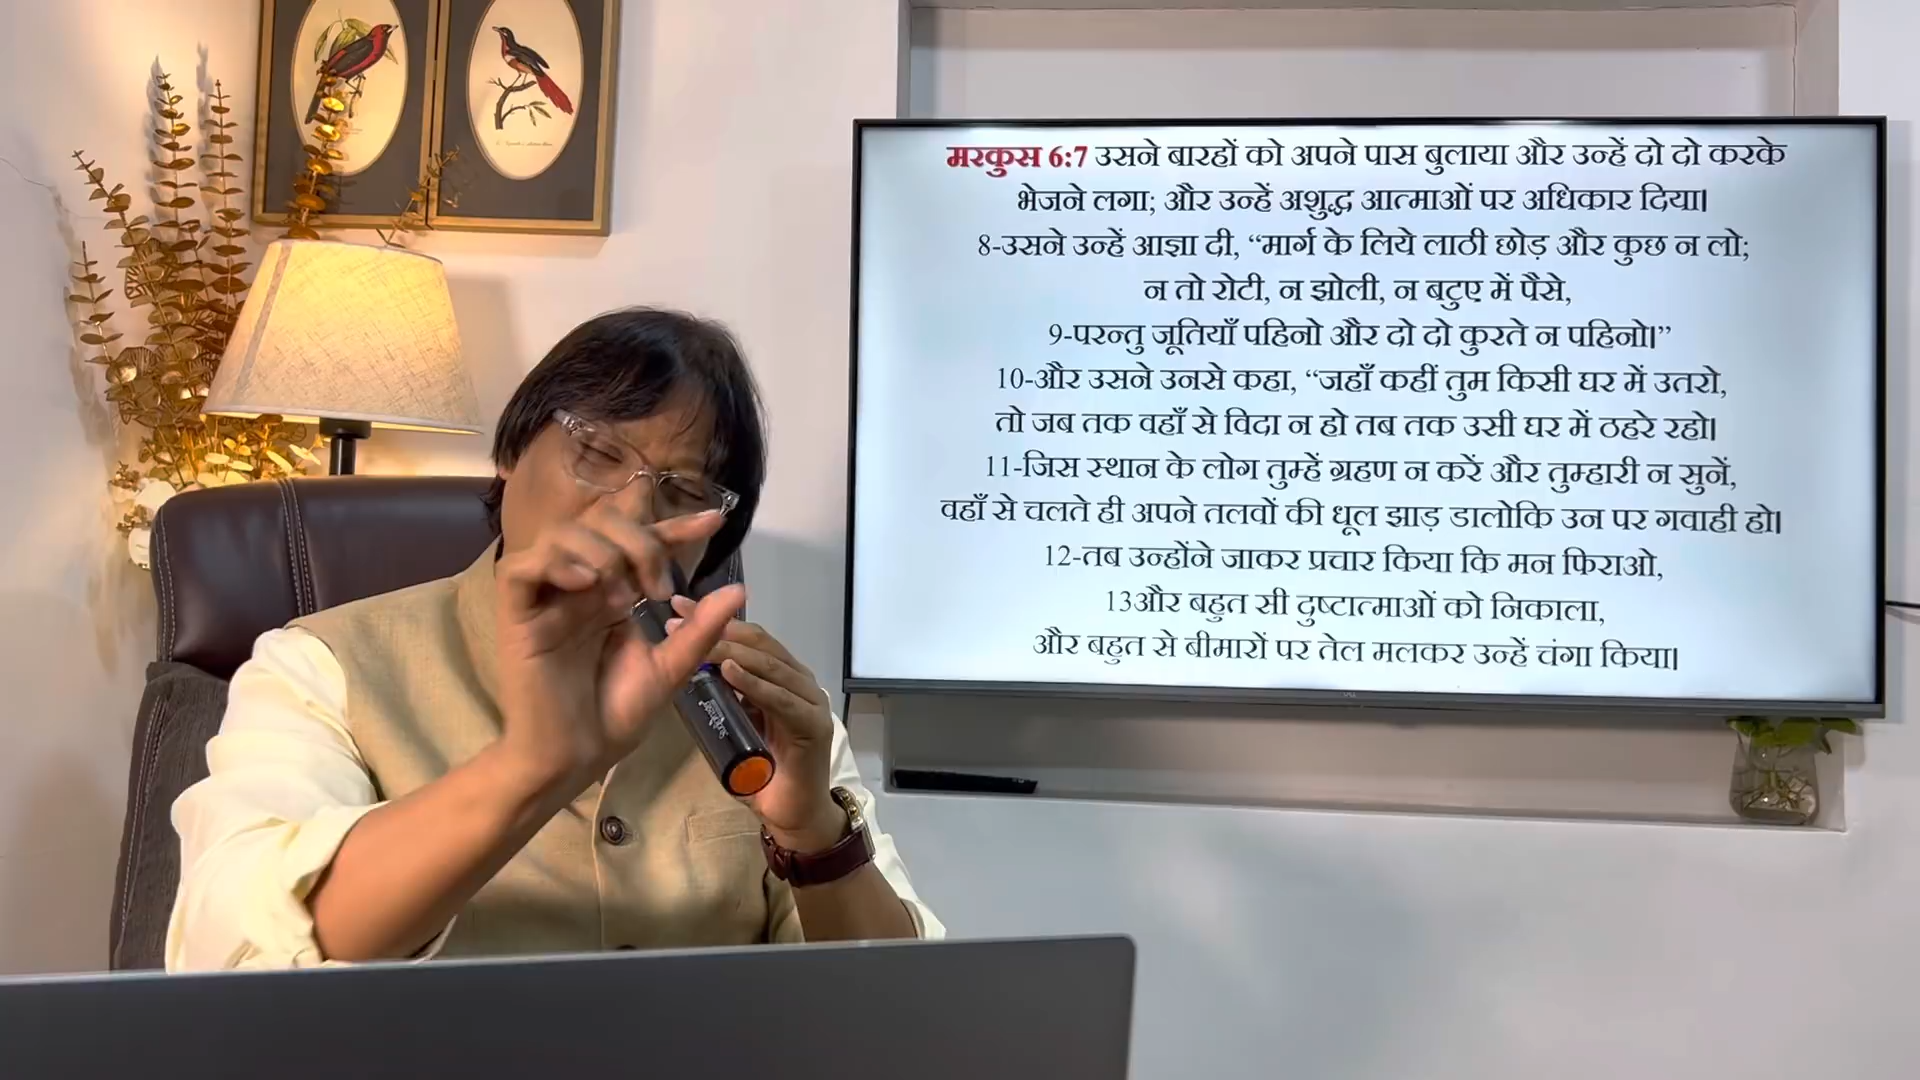 मरकुस 6:7 उसने बारहों को अपने पास बुलाया और उन्हें दो दो करके
भेजने लगा; और उन्हें अशुद्ध आत्माओं पर अधिकार दिया।
8-उसने उन्हें आज्ञा दी, “मार्ग के लिये लाठी छोड़ और कुछ न लो;
न तो रोटी, न झोली, न बटुए में पैसे,
9-परन्तु जूतियाँ पहिनो और दो दो कुरते न पहिनो।”
10-और उसने उनसे कहा, “जहाँ कहीं तुम किसी घर में उतरो,
तो जब तक वहाँ से विदा न हो तब तक उसी घर में ठहरे रहो।
11-जिस स्थान के लोग तुम्हें ग्रहण न करें और तुम्हारी न सुनें,
वहाँ से चलते ही अपने तलवों की धूल झाड़ डालोकि उन पर गवाही हो।
12-तब उन्होंने जाकर प्रचार किया कि मन फिराओ,
13और बहुत सी दुष्टात्माओं को निकाला,
और बहुत से बीमारों पर तेल मलकर उन्हें चंगा किया।